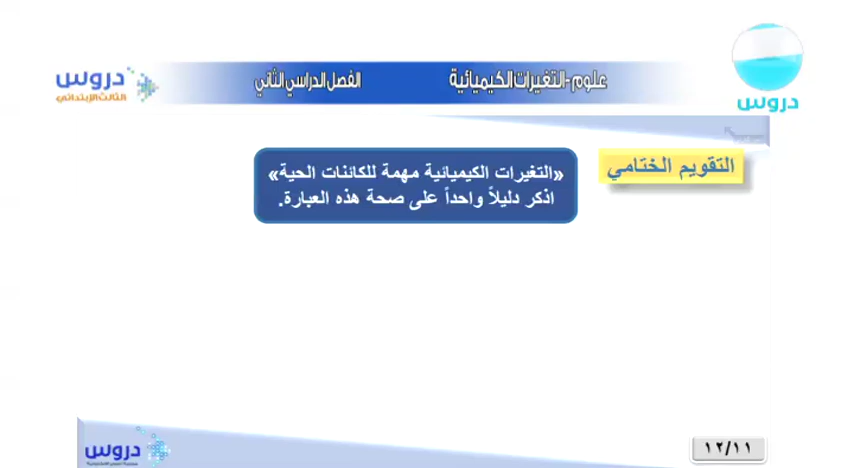 دروس
علوم - التغيرات الكيميائية
الفصل الدراسي الثاني
دروس
الثالث الإبتدائي
التقويم الختامي
«التغيرات الكيميائية مهمة للكائنات الحية»
اذكر دليلاً واحداً على صحة هذه العبارة.
١٢/١١
دروس